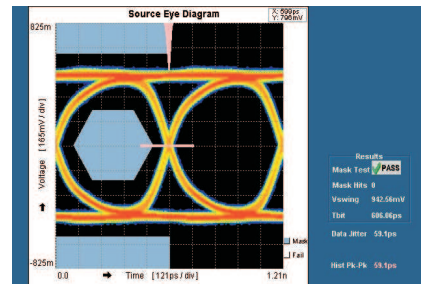 Source Eye Diagram
X: 599ps
Y: 796mV
825m
Voltage [165mV / div]
-825m
0.0
Time [121ps / div]
1.21n
Mask
Fail
Results
Mask Test PASS
Mask Hits 0
Vswing 942.56mV
Tbit 606.06ps
Data Jitter 59.1ps
Hist Pk-Pk 59.1ps